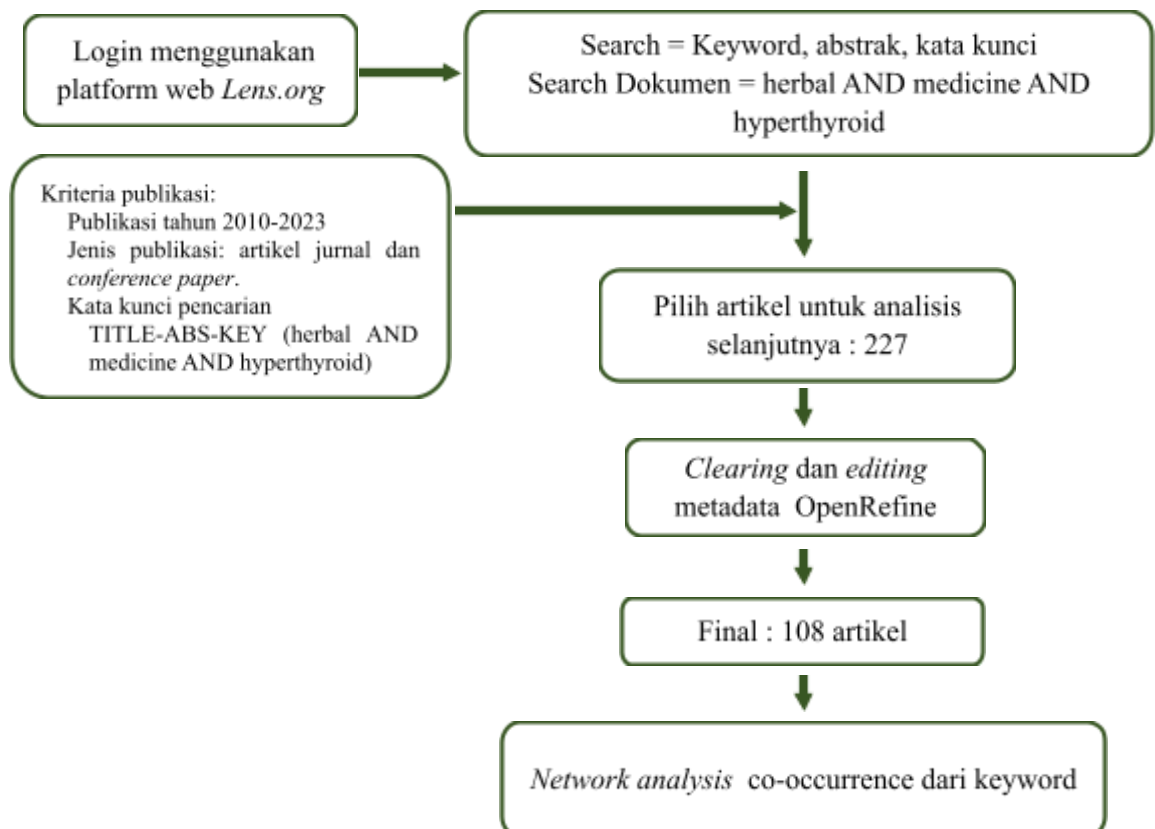 Login menggunakan
platform web Lens.org
Search = Keyword, abstrak, kata kunci
Search Dokumen = herbal AND medicine AND
hyperthyroid
Kriteria publikasi:
Publikasi tahun 2010-2023
Jenis publikasi: artikel jurnal dan
conference paper.
Kata kunci pencarian
TITLE-ABS-KEY (herbal AND
medicine AND hyperthyroid)
Pilih artikel untuk analisis
selanjutnya : 227
Clearing dan editing
metadata OpenRefine
Final : 108 artikel
Network analysis co-occurrence dari keyword